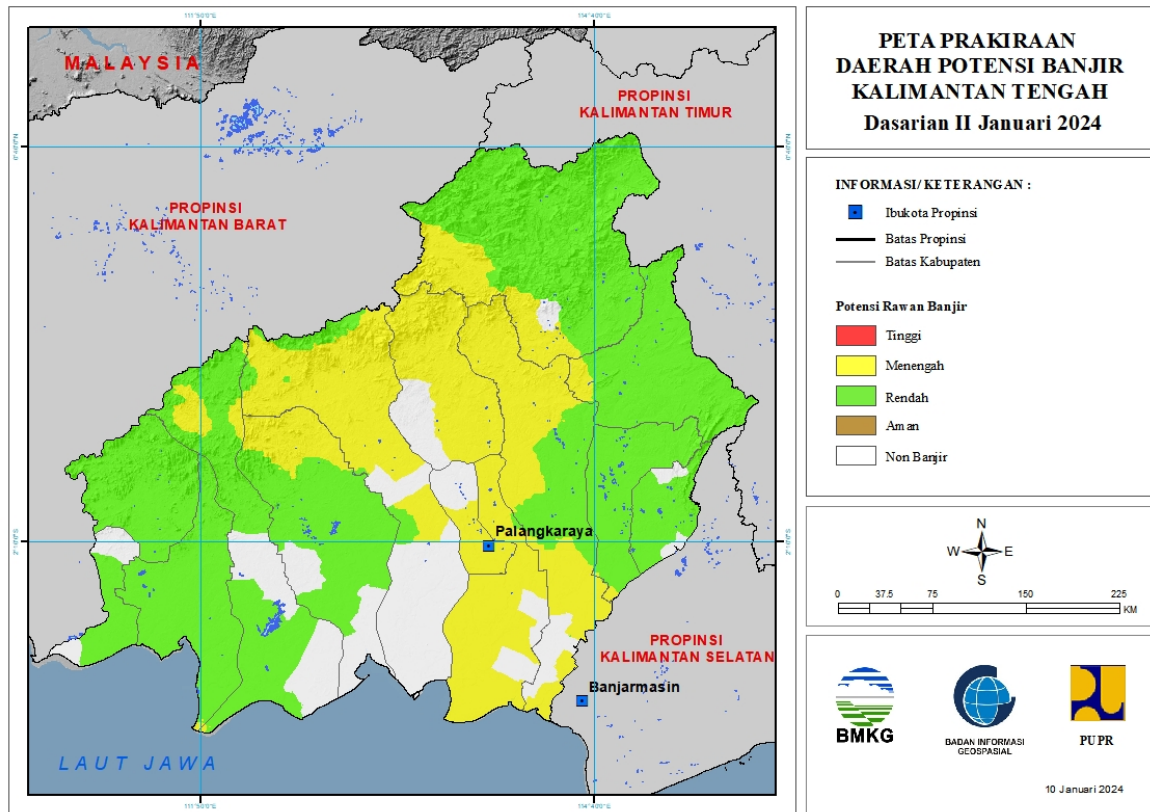 MALAYSIA
PROPINSI
KALIMANTAN TIMUR
PROPINSI
KALIMANTAN BARAT
Palangkaraya
PROPINSI
KALIMANTAN SELATAN
Banjarmasin
LAUT JAWA
PETA PRAKIRAAN
DAERAH POTENSI BANJIR
KALIMANTAN TENGAH
Dasarian II Januari 2024
INFORMASI/KETERANGAN :
Ibukota Propinsi
Batas Propinsi
Batas Kabupaten
Potensi Rawan Banjir
Tinggi
Menengah
Rendah
Aman
Non Banjir
N
W E
S
0 37.5 75 150 225
KM
BMKG
BADAN INFORMASI
GEOSPASIAL
PUPR
10 Januari 2024